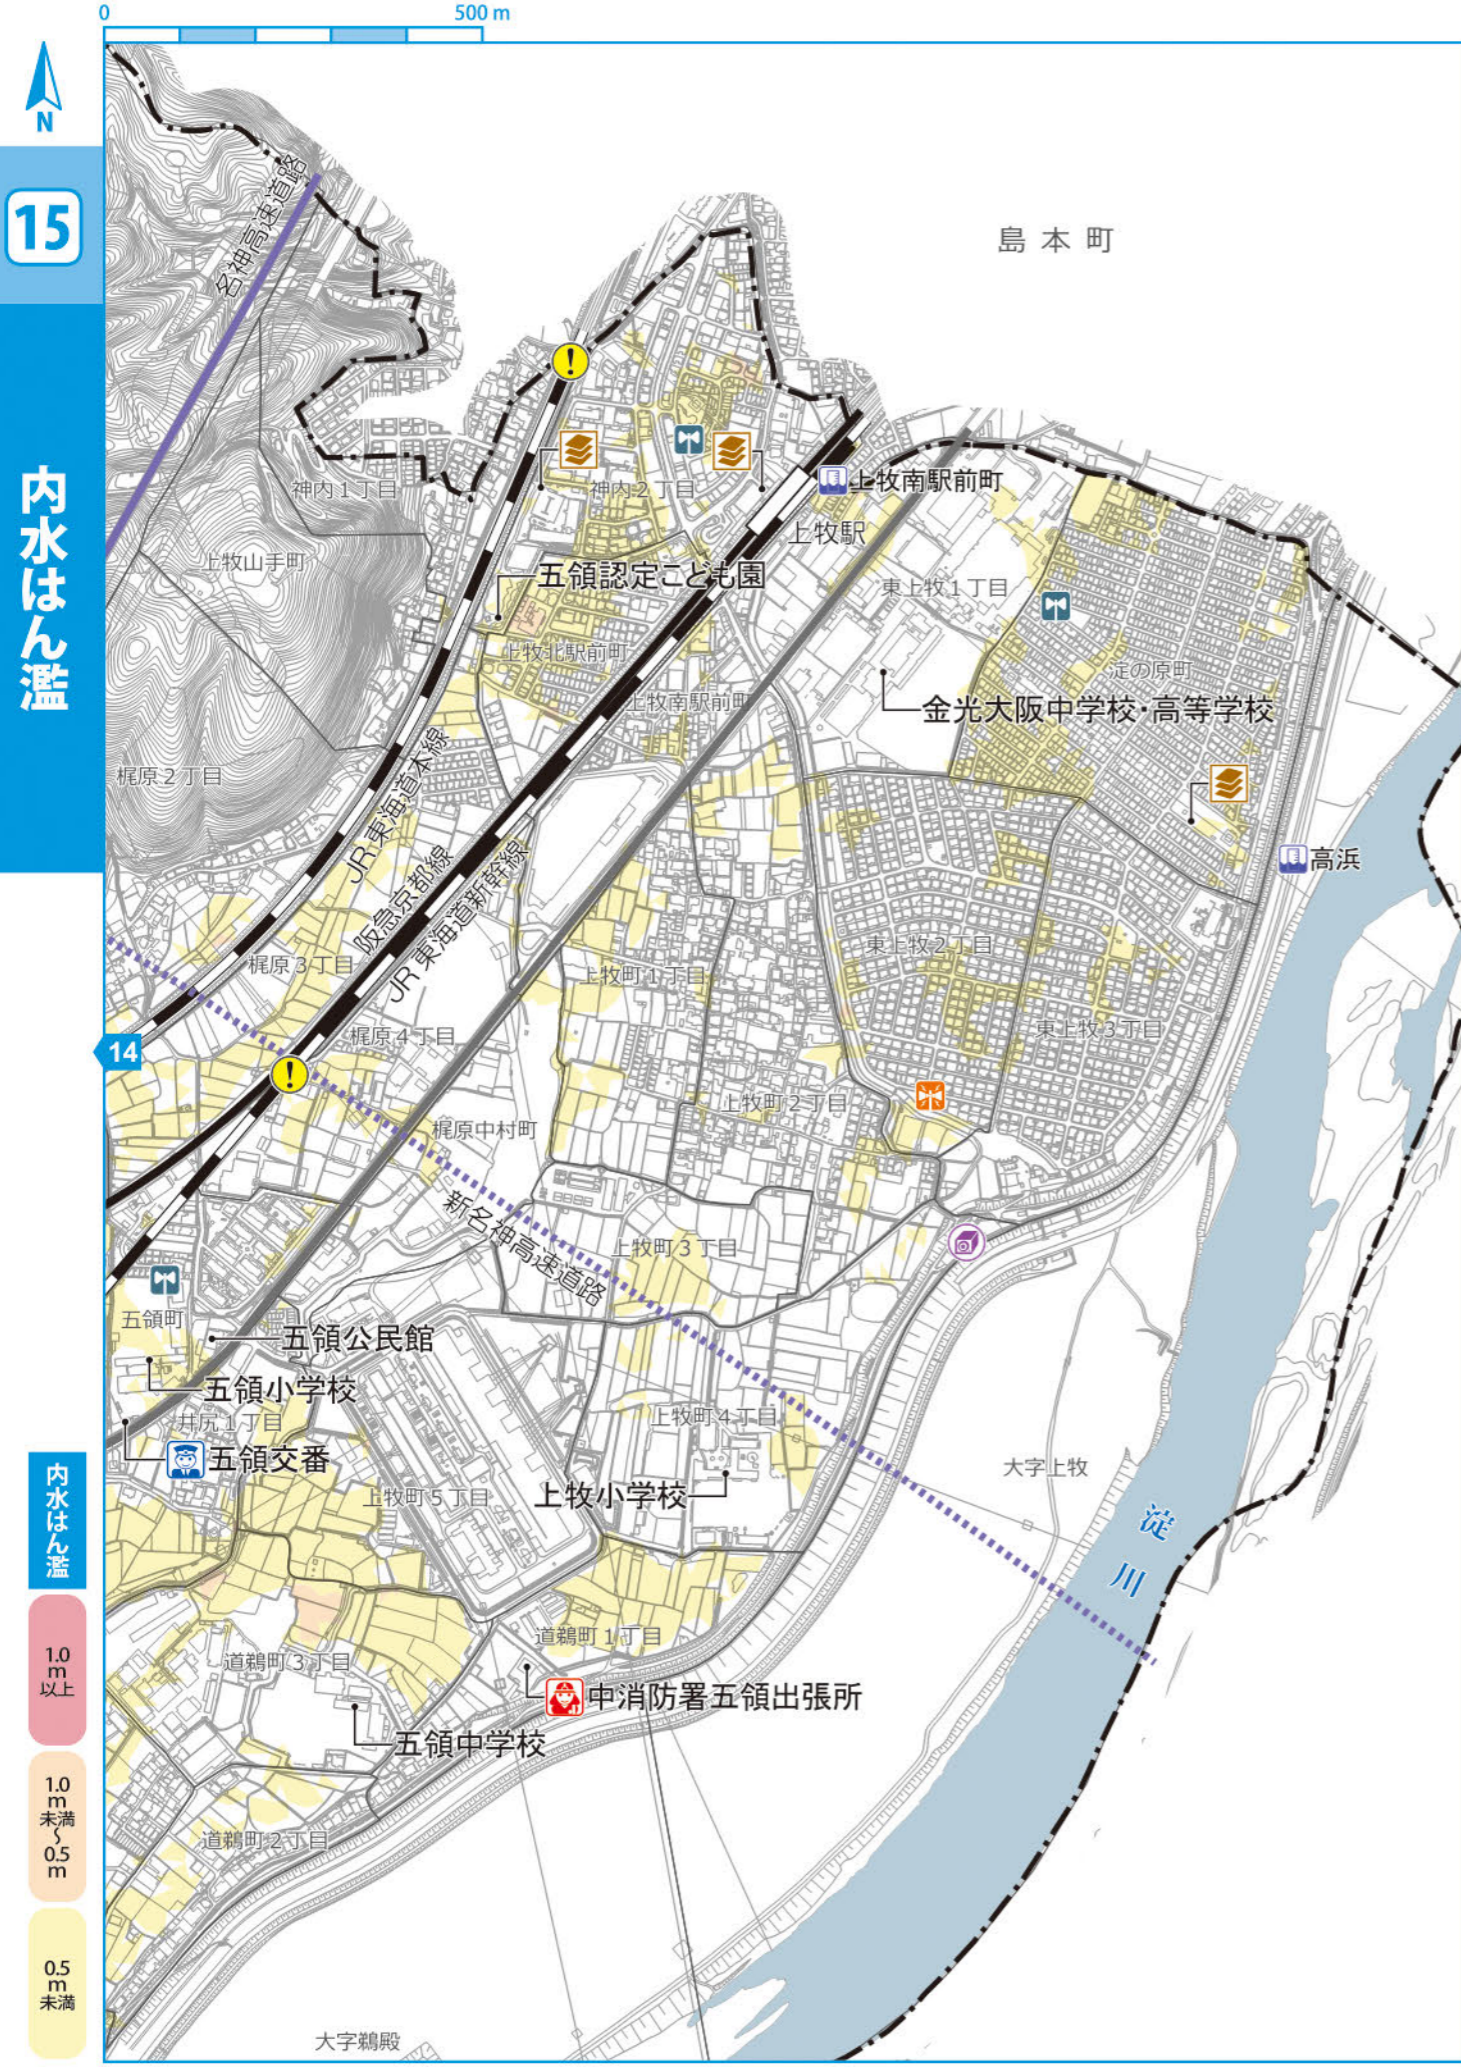 0
500 m
N
15
内水はん濫
島本町
名神高速道路
神内1丁目
神内2丁目
上牧南駅前町
上牧駅
上牧山手町
五領認定こども園
東上牧1丁目
上牧北駅前町
淀の原町
上牧南駅前町
金光大阪中学校・高等学校
梶原2丁目
JR東海道本線
阪急京都線
JR東海道新幹線
高浜
梶原3丁目
東上牧2丁目
上牧町1丁目
東上牧3丁目
梶原4丁目
14
上牧町2丁目
梶原中村町
新名神高速道路
上牧町3丁目
五領町
五領公民館
五領小学校
井尻1丁目
上牧町4丁目
五領交番
大字上牧
上牧町5丁目
上牧小学校
淀川
道鵜町1丁目
道鵜町3丁目
中消防署五領出張所
五領中学校
道鵜町2丁目
大字鵜殿
内水はん濫
1.0
m
以上
1.0
m
未満
〜
0.5
m
0.5
m
未満